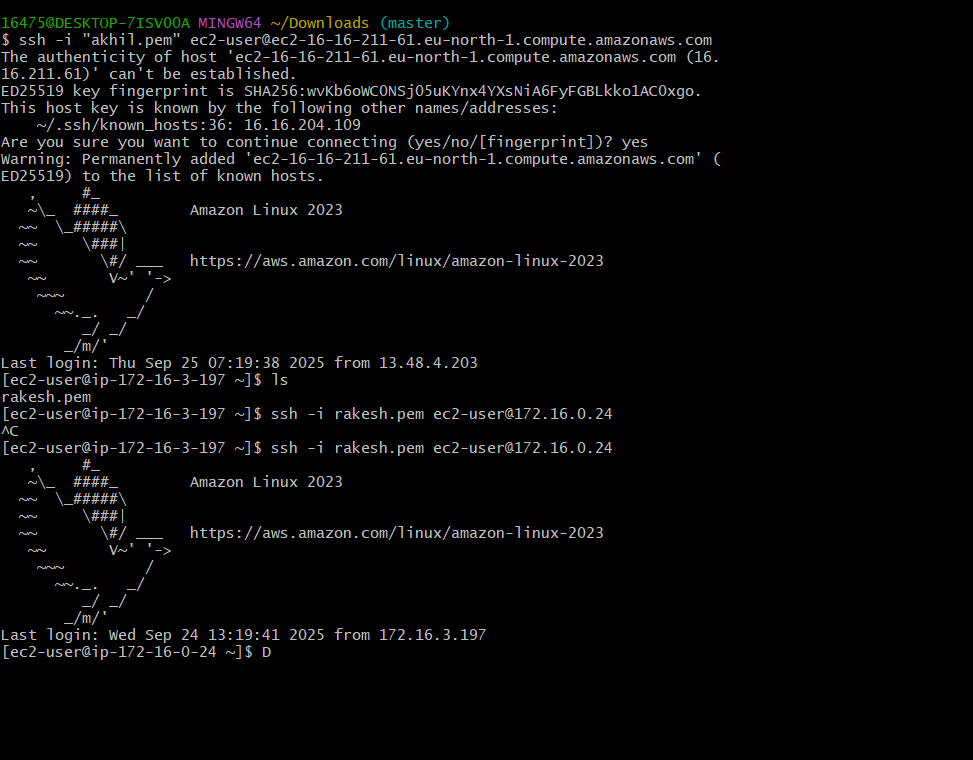 16475@DESKTOP-7ISVO0A MINGW64 ~/Downloads (master)
$ ssh -i "akhil.pem" ec2-user@ec2-16-16-211-61.eu-north-1.compute.amazonaws.com
The authenticity of host 'ec2-16-16-211-61.eu-north-1.compute.amazonaws.com (16.
16.211.61)' can't be established.
ED25519 key fingerprint is SHA256:wvKb6oWCONSjO5uKYnx4YXsNiA6FyFGBLkko1ACOxgo.
This host key is known by the following other names/addresses:
    ~/.ssh/known_hosts:36: 16.16.204.109
Are you sure you want to continue connecting (yes/no/[fingerprint])? yes
Warning: Permanently added 'ec2-16-16-211-61.eu-north-1.compute.amazonaws.com' (
ED25519) to the list of known hosts.
   ,     #_
   ~\_  ####_        Amazon Linux 2023
  ~~  \_#####\
  ~~     \###|
  ~~       \#/ ___   https://aws.amazon.com/linux/amazon-linux-2023
   ~~       V~' '->
    ~~~         /
      ~~._.   _/
         _/ _/
       _/m/'
Last login: Thu Sep 25 07:19:38 2025 from 13.48.4.203
[ec2-user@ip-172-16-3-197 ~]$ ls
rakesh.pem
[ec2-user@ip-172-16-3-197 ~]$ ssh -i rakesh.pem ec2-user@172.16.0.24
^C
[ec2-user@ip-172-16-3-197 ~]$ ssh -i rakesh.pem ec2-user@172.16.0.24
   ,     #_
   ~\_  ####_        Amazon Linux 2023
  ~~  \_#####\
  ~~     \###|
  ~~       \#/ ___   https://aws.amazon.com/linux/amazon-linux-2023
   ~~       V~' '->
    ~~~         /
      ~~._.   _/
         _/ _/
       _/m/'
Last login: Wed Sep 24 13:19:41 2025 from 172.16.3.197
[ec2-user@ip-172-16-0-24 ~]$ D